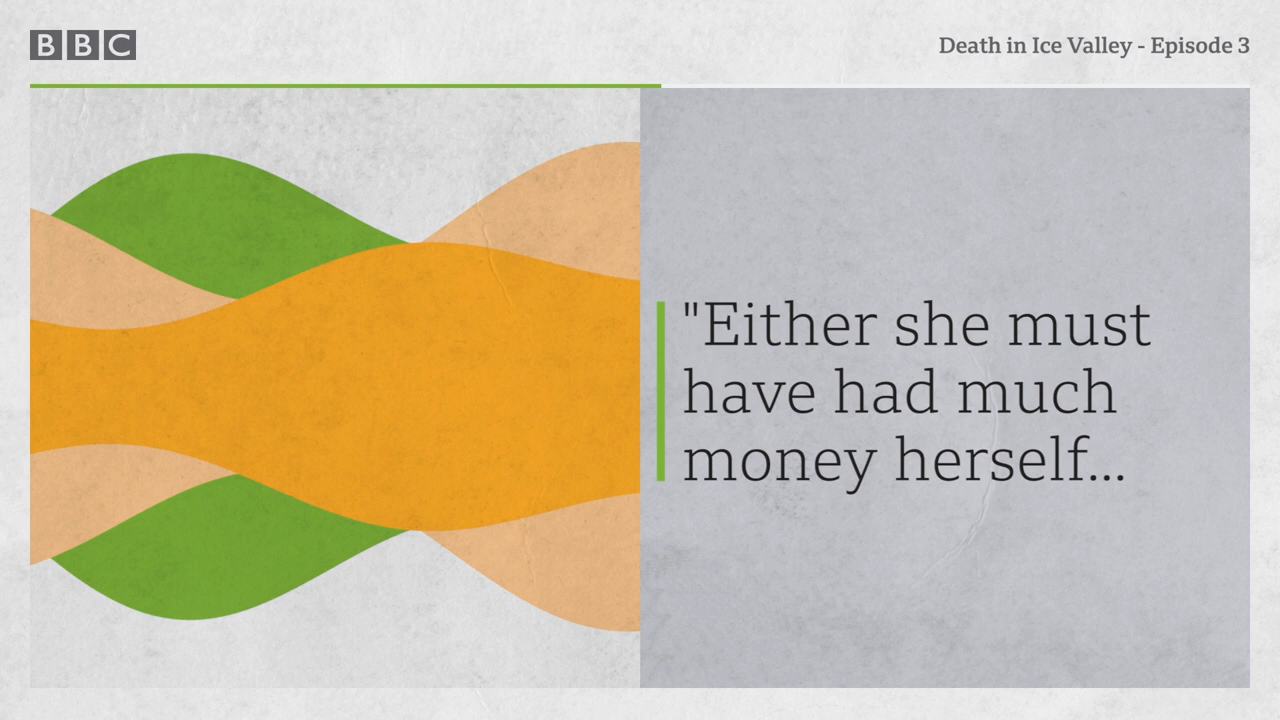 BBC
Death in Ice Valley - Episode 3
"Either she must
have had much
money herself...